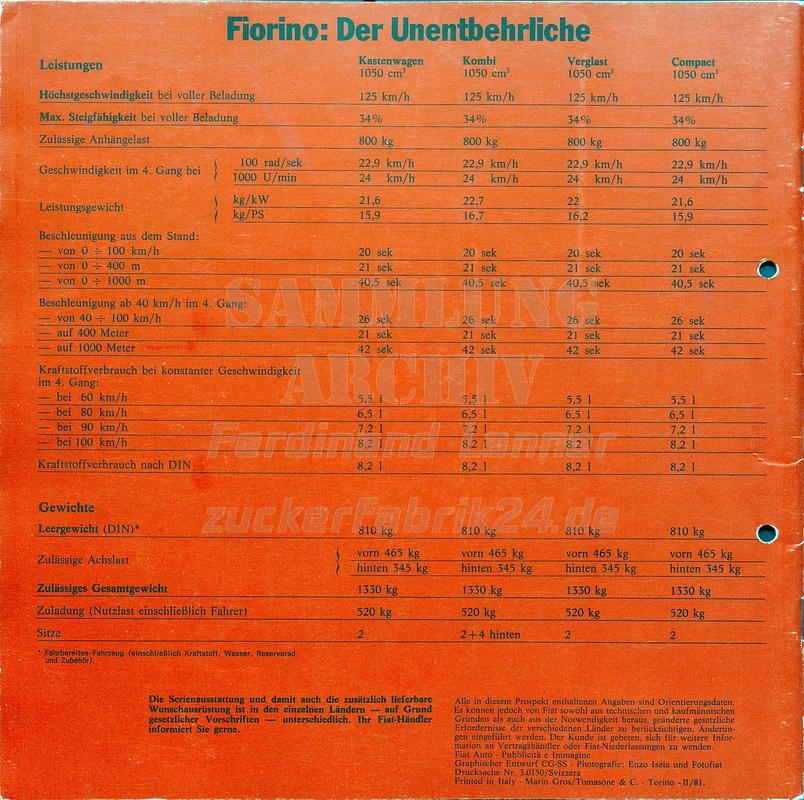 Fiorino: Der Unentbehrliche
Leistungen Kastenwagen Kombi Verglast Compact
1050 cm³ 1050 cm³ 1050 cm³ 1050 cm³
Höchstgeschwindigkeit bei voller Beladung 125 km/h 125 km/h 125 km/h 125 km/h
Max. Steigfähigkeit bei voller Beladung 34% 34% 34% 34%
Zulässige Anhängelast 800 kg 800 kg 800 kg 800 kg
Geschwindigkeit im 4. Gang bei 100 rad/sek 22,9 km/h 22,9 km/h 22,9 km/h 22,9 km/h
1000 U/min 24 km/h 24 km/h 24 km/h 24 km/h
Leistungsgewicht kg/kW 21,6 22,7 22 21,6
kg/PS 15,9 16,7 16,2 15,9
Beschleunigung aus dem Stand:
— von 0 ÷ 100 km/h 20 sek 20 sek 20 sek 20 sek
— von 0 ÷ 400 m 21 sek 21 sek 21 sek 21 sek
— von 0 ÷ 1000 m 40,5 sek 40,5 sek 40,5 sek 40,5 sek
Beschleunigung ab 40 km/h im 4. Gang:
— von 40 ÷ 100 km/h 26 sek 26 sek 26 sek 26 sek
— auf 400 Meter 21 sek 21 sek 21 sek 21 sek
— auf 1000 Meter 42 sek 42 sek 42 sek 42 sek
SAMMLUNG
ARCHIV
Kraftstoffverbrauch bei konstanter Geschwindigkeit
im 4. Gang:
— bei 60 km/h 5,5 l 5,5 l 5,5 l 5,5 l
— bei 80 km/h 6,5 l 6,5 l 6,5 l 6,5 l
— bei 90 km/h 7,2 l 7,2 l 7,2 l 7,2 l
— bei 100 km/h 8,2 l 8,2 l 8,2 l 8,2 l
Ferdinand Lanner
Kraftstoffverbrauch nach DIN 8,2 l 8,2 l 8,2 l 8,2 l
zuckerfabrik24.de
Gewichte
Leergewicht (DIN)* 810 kg 810 kg 810 kg 810 kg
Zulässige Achslast vorn 465 kg vorn 465 kg vorn 465 kg vorn 465 kg
hinten 345 kg hinten 345 kg hinten 345 kg hinten 345 kg
Zulässiges Gesamtgewicht 1330 kg 1330 kg 1330 kg 1330 kg
Zuladung (Nutzlast einschließlich Fahrer) 520 kg 520 kg 520 kg 520 kg
Sitze 2 2+4 hinten 2 2
* Fahrbereites Fahrzeug (einschließlich Kraftstoff, Wasser, Reserverad
und Zubehör).
Die Serienausstattung und damit auch die zusätzlich lieferbare
Wunschausrüstung ist in den einzelnen Ländern — auf Grund
gesetzlicher Vorschriften — unterschiedlich. Ihr Fiat-Händler
informiert Sie gerne.
Alle in diesem Prospekt enthaltenen Angaben sind Orientierungsdaten.
Es können jedoch von Fiat sowohl aus technischen und kaufmännischen
Gründen als auch aus der Notwendigkeit heraus, geänderte gesetzliche
Erfordernisse der verschiedenen Länder zu berücksichtigen, Änderun-
gen eingeführt werden. Der Kunde ist gebeten, sich für weitere Infor-
mation an Vertragshändler oder Fiat-Niederlassungen zu wenden.
Fiat Auto - Pubblicità e Immagine
Graphischer Entwurf CG-SS - Photografie: Enzo Isaia und Fotofiat
Drucksache Nr. 3.0150/Svizzera
Printed in Italy - Mario Gros/Tomasone & C. - Torino - 11/81.